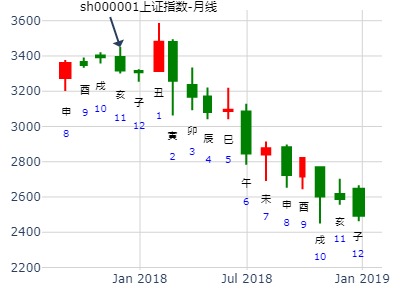 sh000001上证指数-月线
3600
3400
3200
3000
2800
2600
2400
2200
申
8
酉
9
戌
10
亥
11
子
12
丑
1
寅
2
卯
3
辰
4
巳
5
午
6
未
7
申
8
酉
9
戌
10
亥
11
子
12
Jan 2018
Jul 2018
Jan 2019